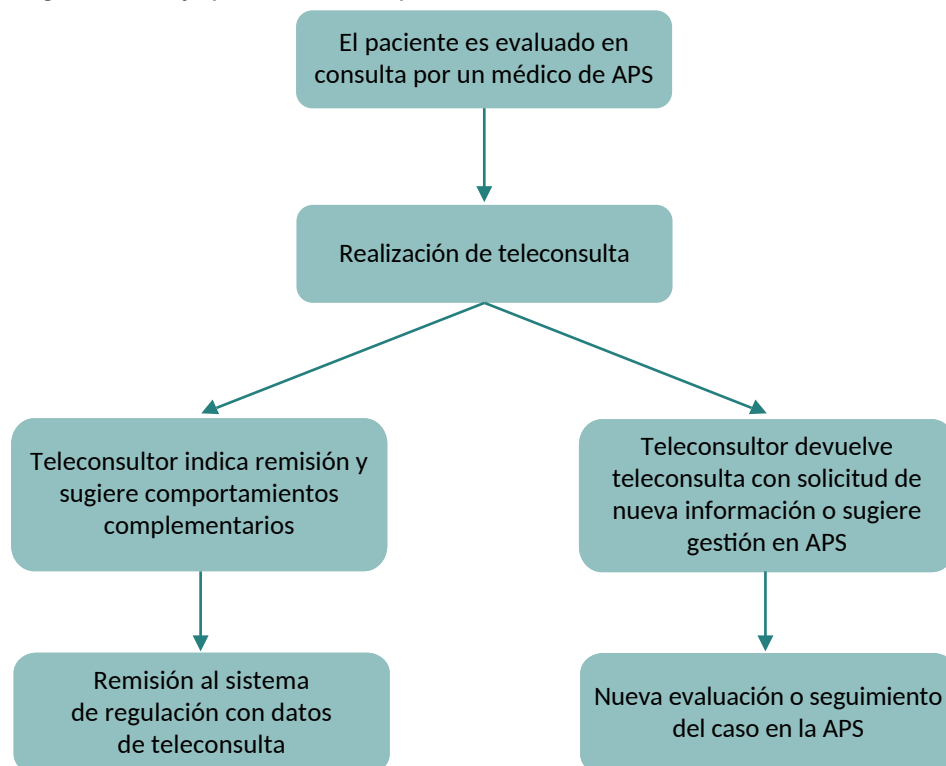 El paciente es evaluado en
consulta por un médico de APS
Realización de teleconsulta
Teleconsultor indica remisión y
sugiere comportamientos
complementarios
Teleconsultor devuelve
teleconsulta con solicitud de
nueva información o sugiere
gestión en APS
Remisión al sistema
de regulación con datos
de teleconsulta
Nueva evaluación o seguimiento
del caso en la APS